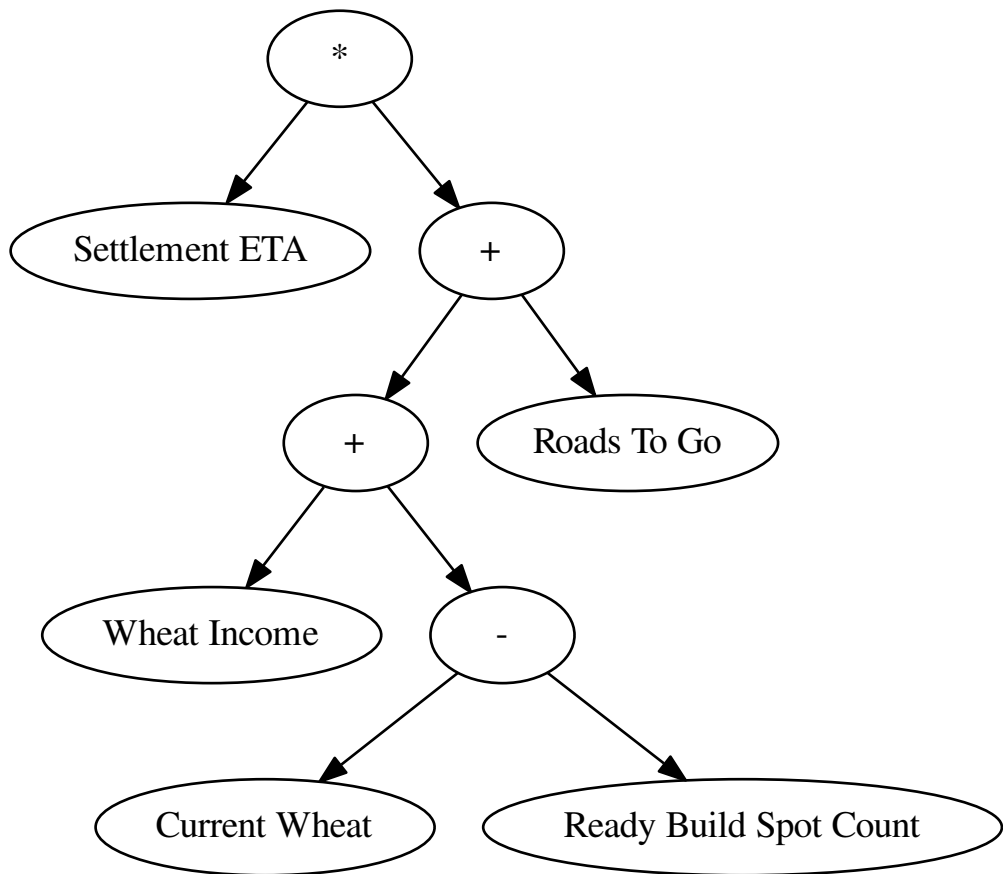 *
Settlement ETA
+
+
Roads To Go
Wheat Income
-
Current Wheat
Ready Build Spot Count